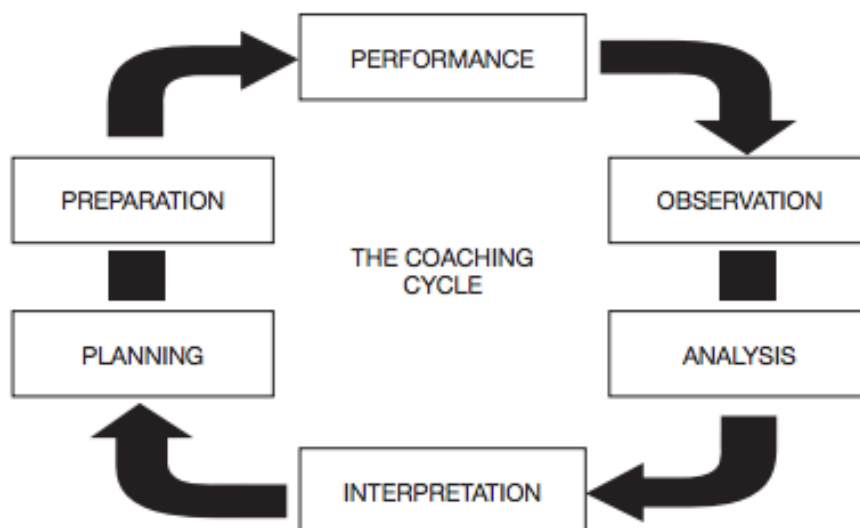 PERFORMANCE
PREPARATION
OBSERVATION
THE COACHING
CYCLE
PLANNING
ANALYSIS
INTERPRETATION